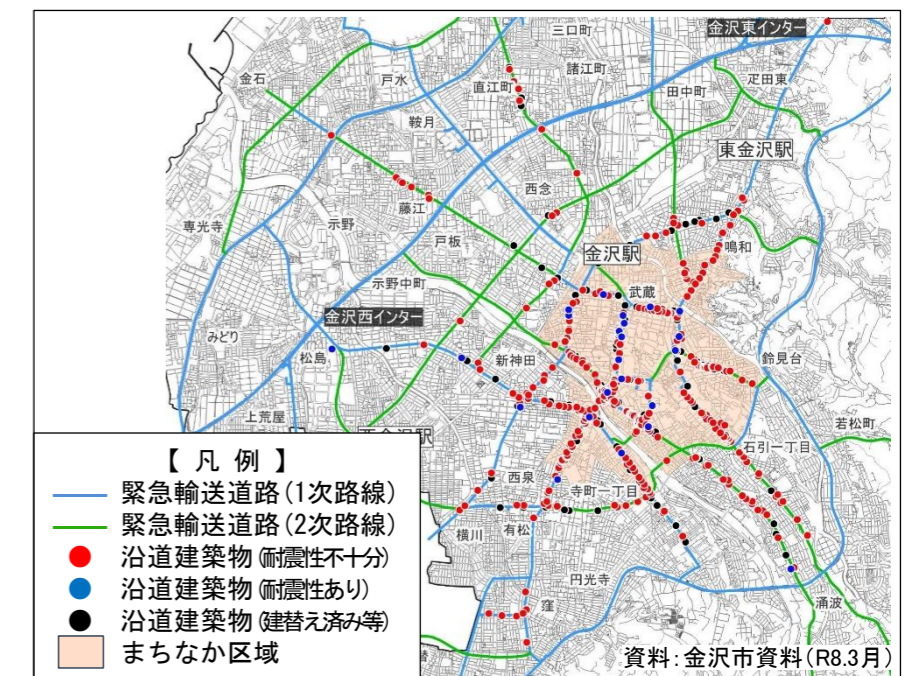 金沢東インター
三口町
金石
戸水
直江町
諸江町
疋田東
田中町
鞍月
東金沢駅
西念
藤江
専光寺
示野
戸板
鳴和
金沢駅
示野中町
武蔵
金沢西インター
みどり
松島
新神田
鈴見台
上荒屋
若松町
西金沢駅
石引一丁目
西泉
寺町一丁目
横川
有松
円光寺
窪
涌波
【 凡 例 】
緊急輸送道路(1次路線)
緊急輸送道路(2次路線)
沿道建築物(耐震性不十分)
沿道建築物(耐震性あり)
沿道建築物(建替え済み等)
まちなか区域
資料:金沢市資料(R8.3月)